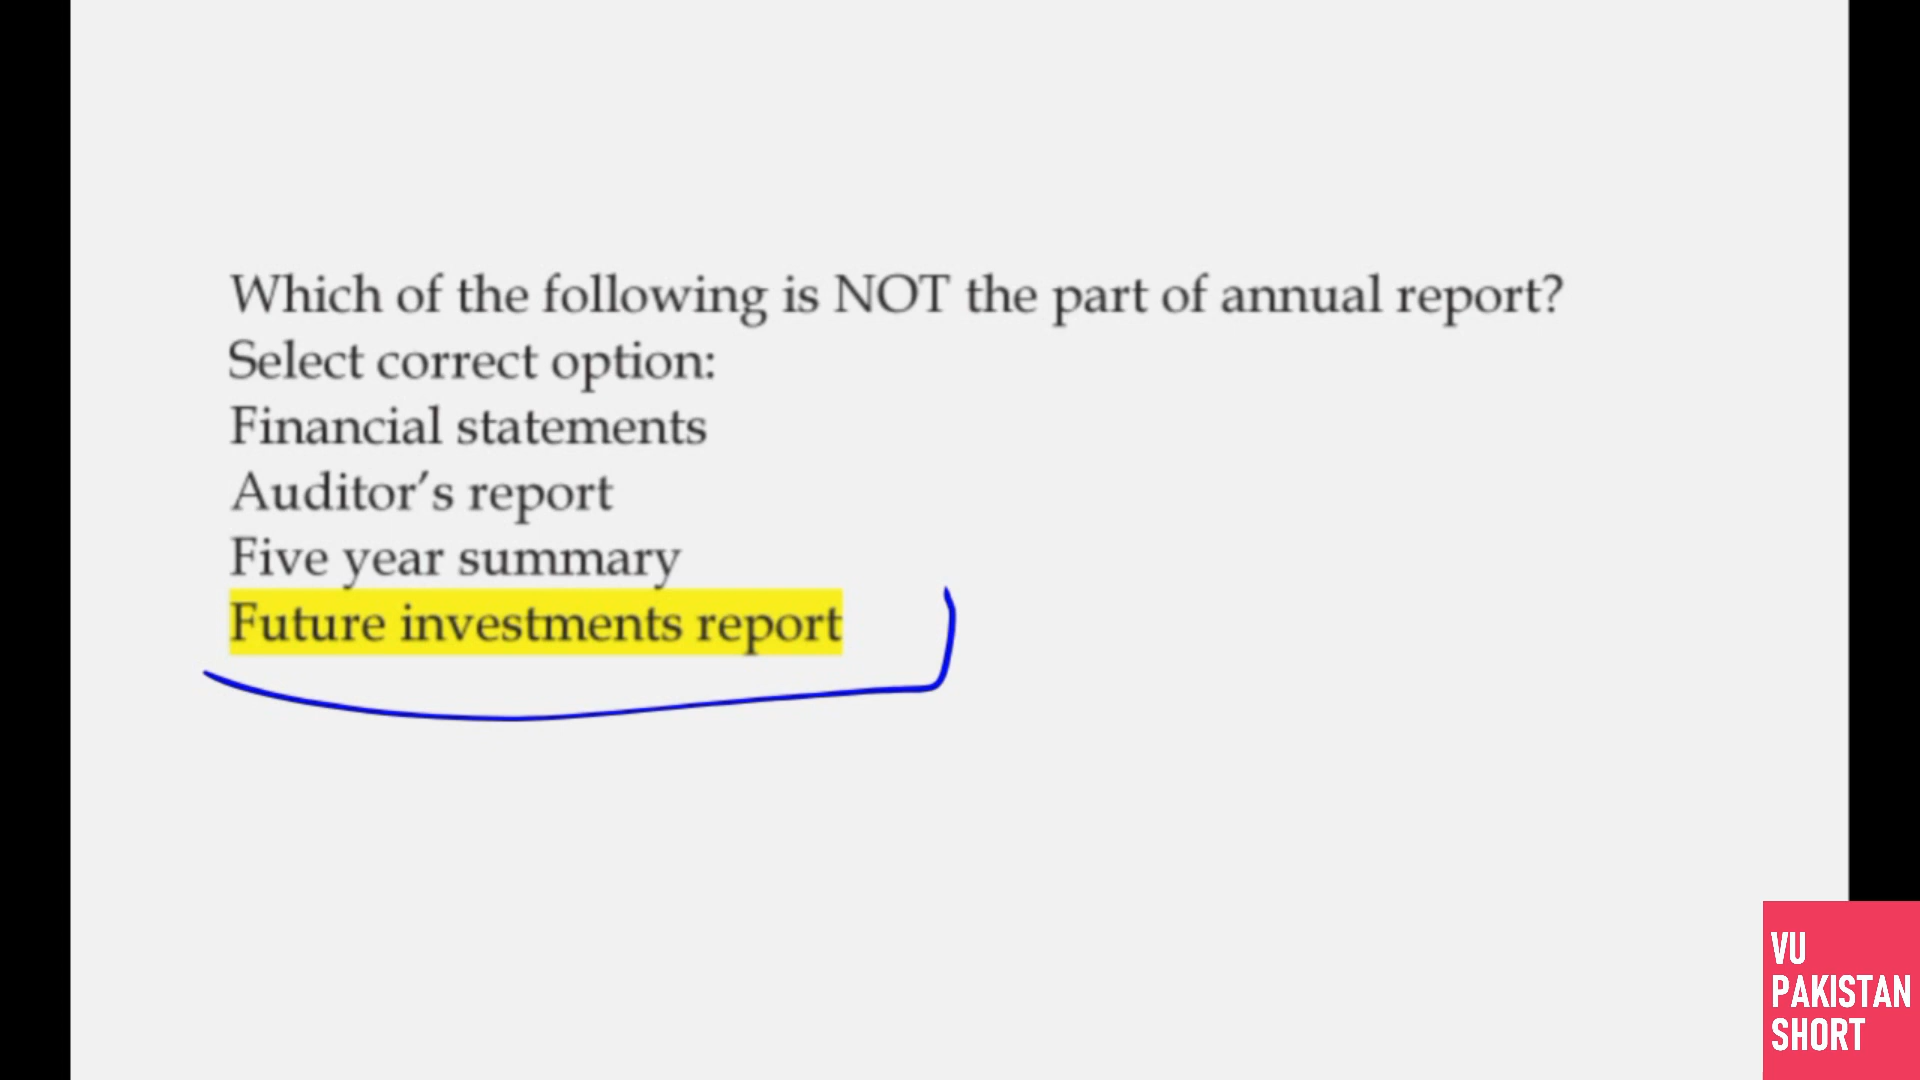 Which of the following is NOT the part of annual report?
Select correct option:
Financial statements
Auditor’s report
Five year summary
Future investments report
VU
PAKISTAN
SHORT